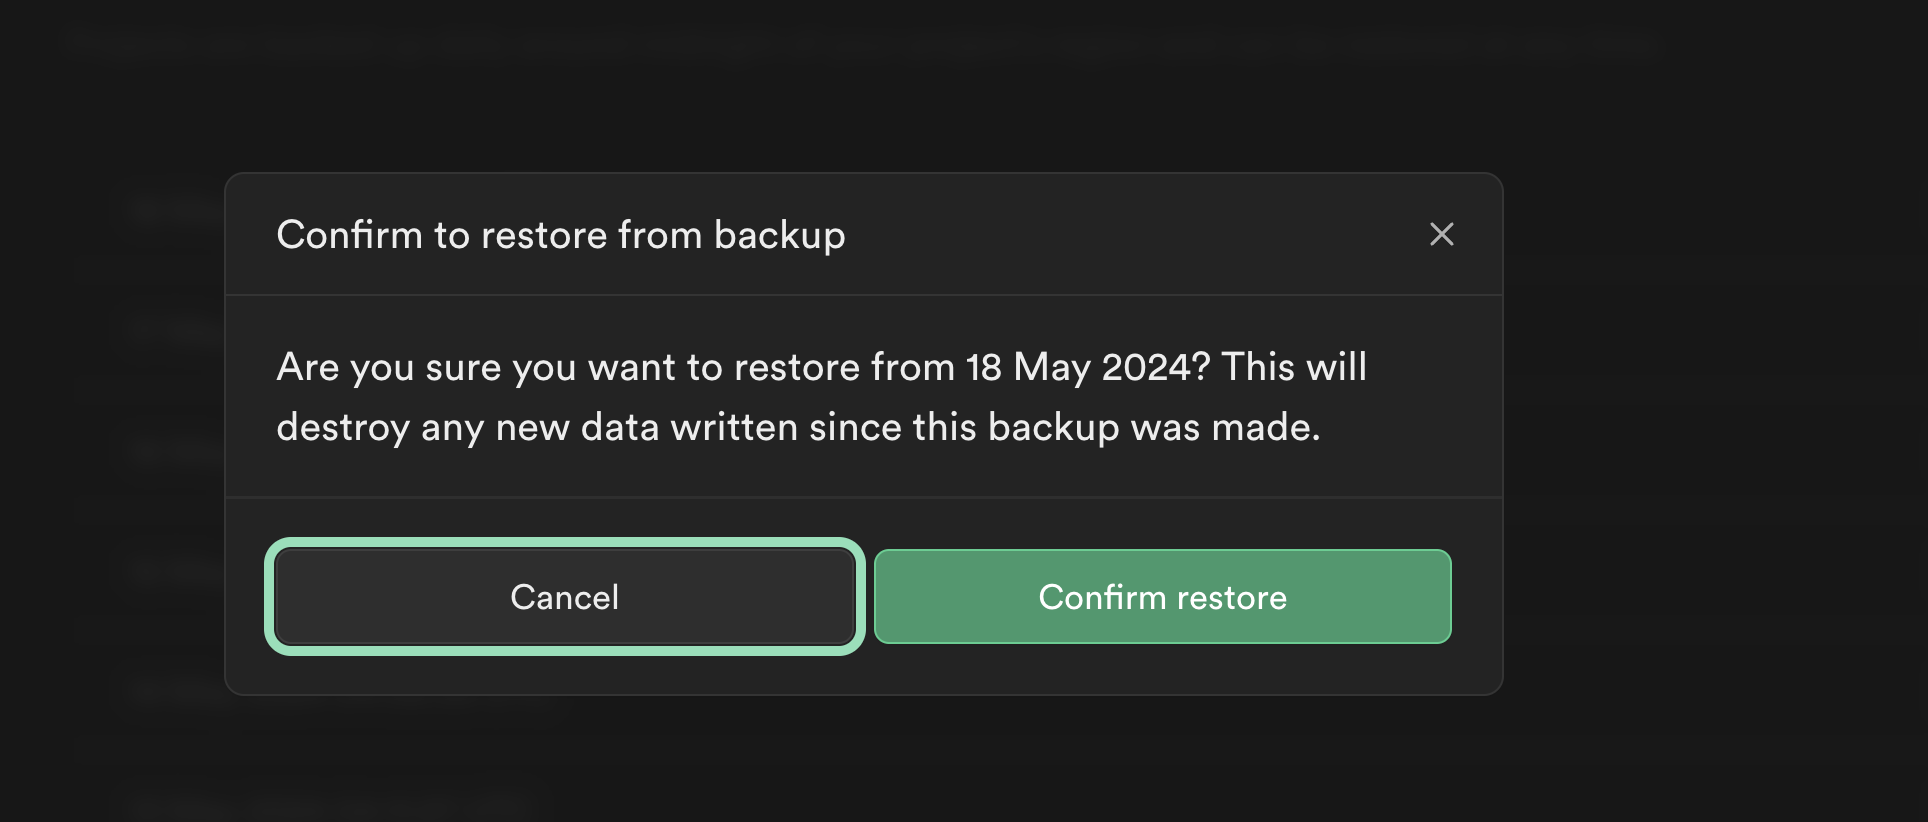 Confirm to restore from backup
Are you sure you want to restore from 18 May 2024? This will
destroy any new data written since this backup was made.
Cancel
Confirm restore